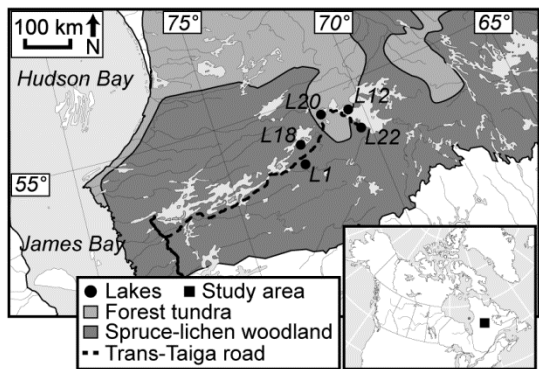 100 km
N
75°
70°
65°
Hudson Bay
L20
L12
L18
L22
L1
55°
James Bay
Lakes
Study area
Forest tundra
Spruce-lichen woodland
Trans-Taiga road